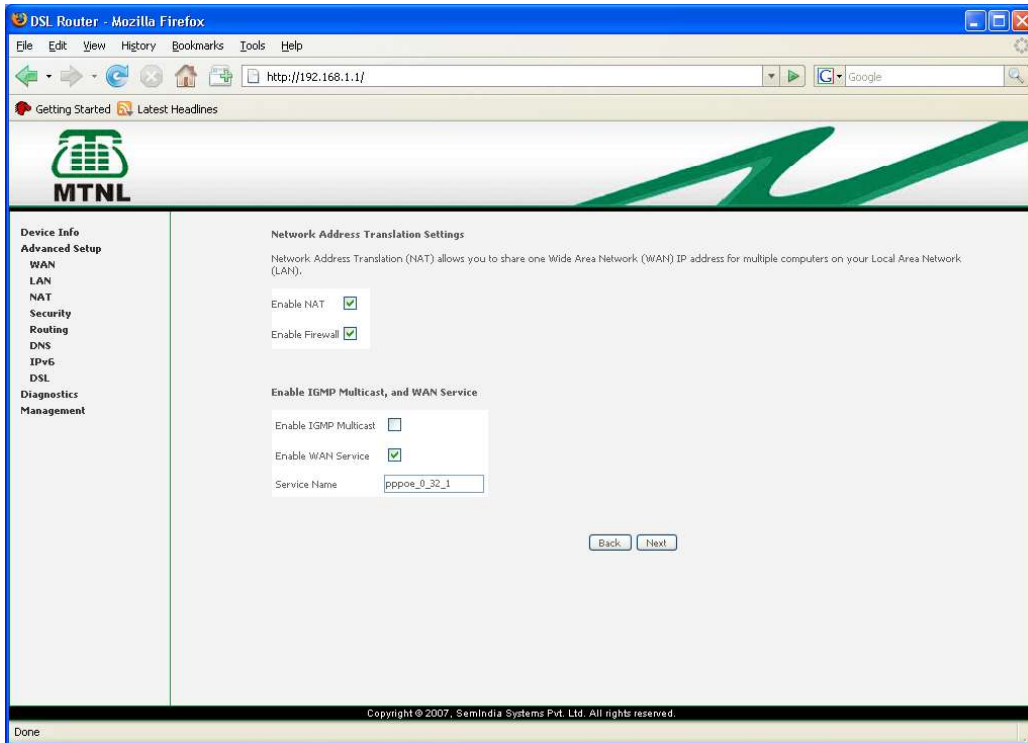 DSL Router - Mozilla Firefox
File Edit View History Bookmarks Tools Help
http://192.168.1.1/
G Google
Getting Started Latest Headlines
MTNL
Device Info
Advanced Setup
WAN
LAN
NAT
Security
Routing
DNS
IPv6
DSL
Diagnostics
Management
Network Address Translation Settings
Network Address Translation (NAT) allows you to share one Wide Area Network (WAN) IP address for multiple computers on your Local Area Network
(LAN).
Enable NAT
Enable Firewall
Enable IGMP Multicast, and WAN Service
Enable IGMP Multicast
Enable WAN Service
Service Name pppoe_0_32_1
Back Next
Copyright © 2007, SemIndia Systems Pvt. Ltd. All rights reserved.
Done